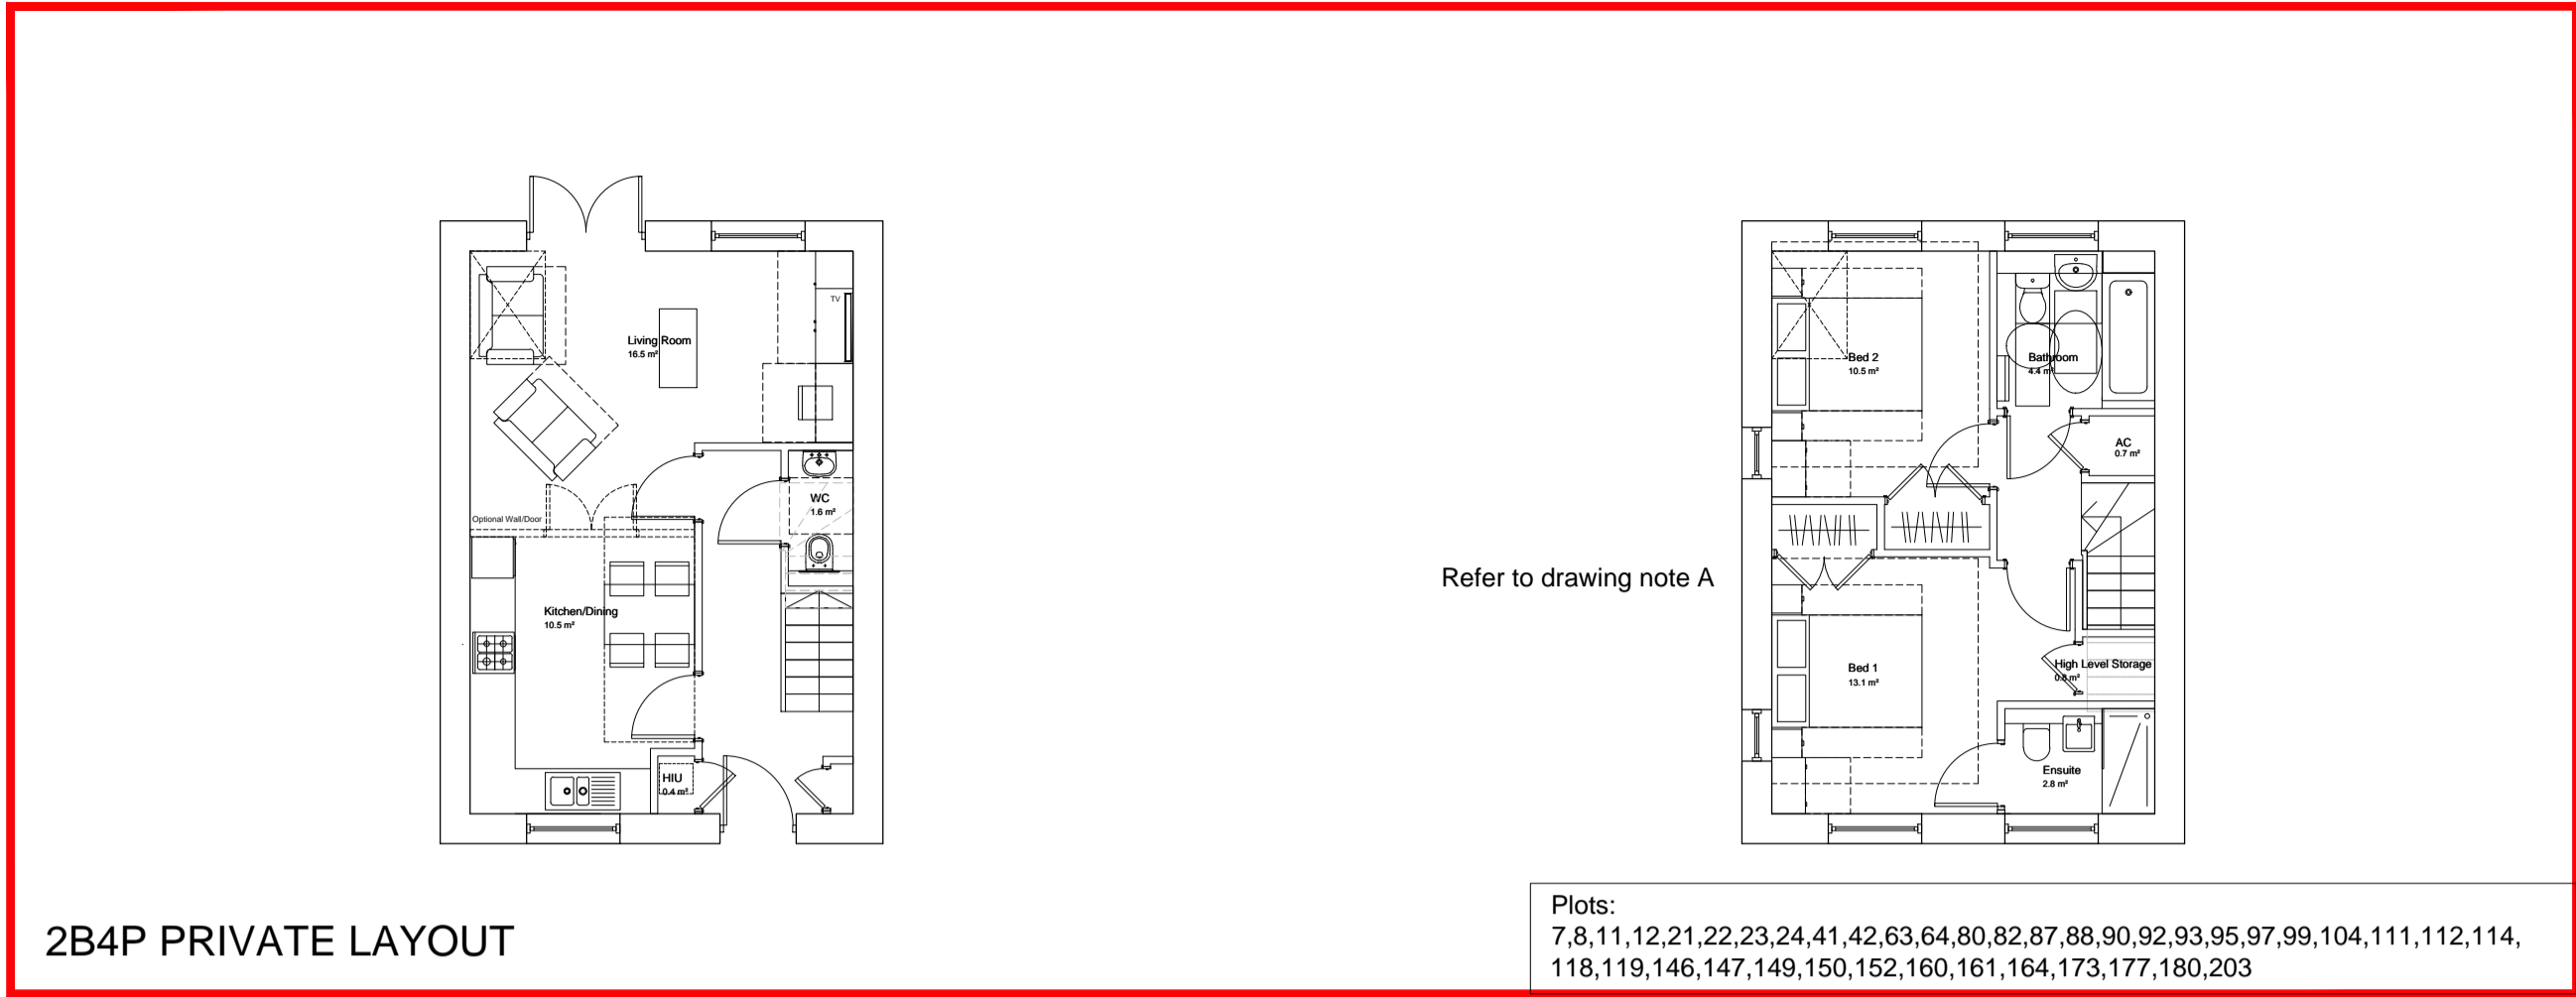 TV
Living Room
16.5 m²
WC
1.6 m²
Optional Wall/Door
Kitchen/Dining
10.5 m²
HIU
0.4 m²
Bed 2
10.5 m²
Bathroom
4.4 m²
AC
0.7 m²
Refer to drawing note A
Bed 1
13.1 m²
High Level Storage
Ensuite
2.8 m²
2B4P PRIVATE LAYOUT
Plots:
7,8,11,12,21,22,23,24,41,42,63,64,80,82,87,88,90,92,93,95,97,99,104,111,112,114,
118,119,146,147,149,150,152,160,161,164,173,177,180,203